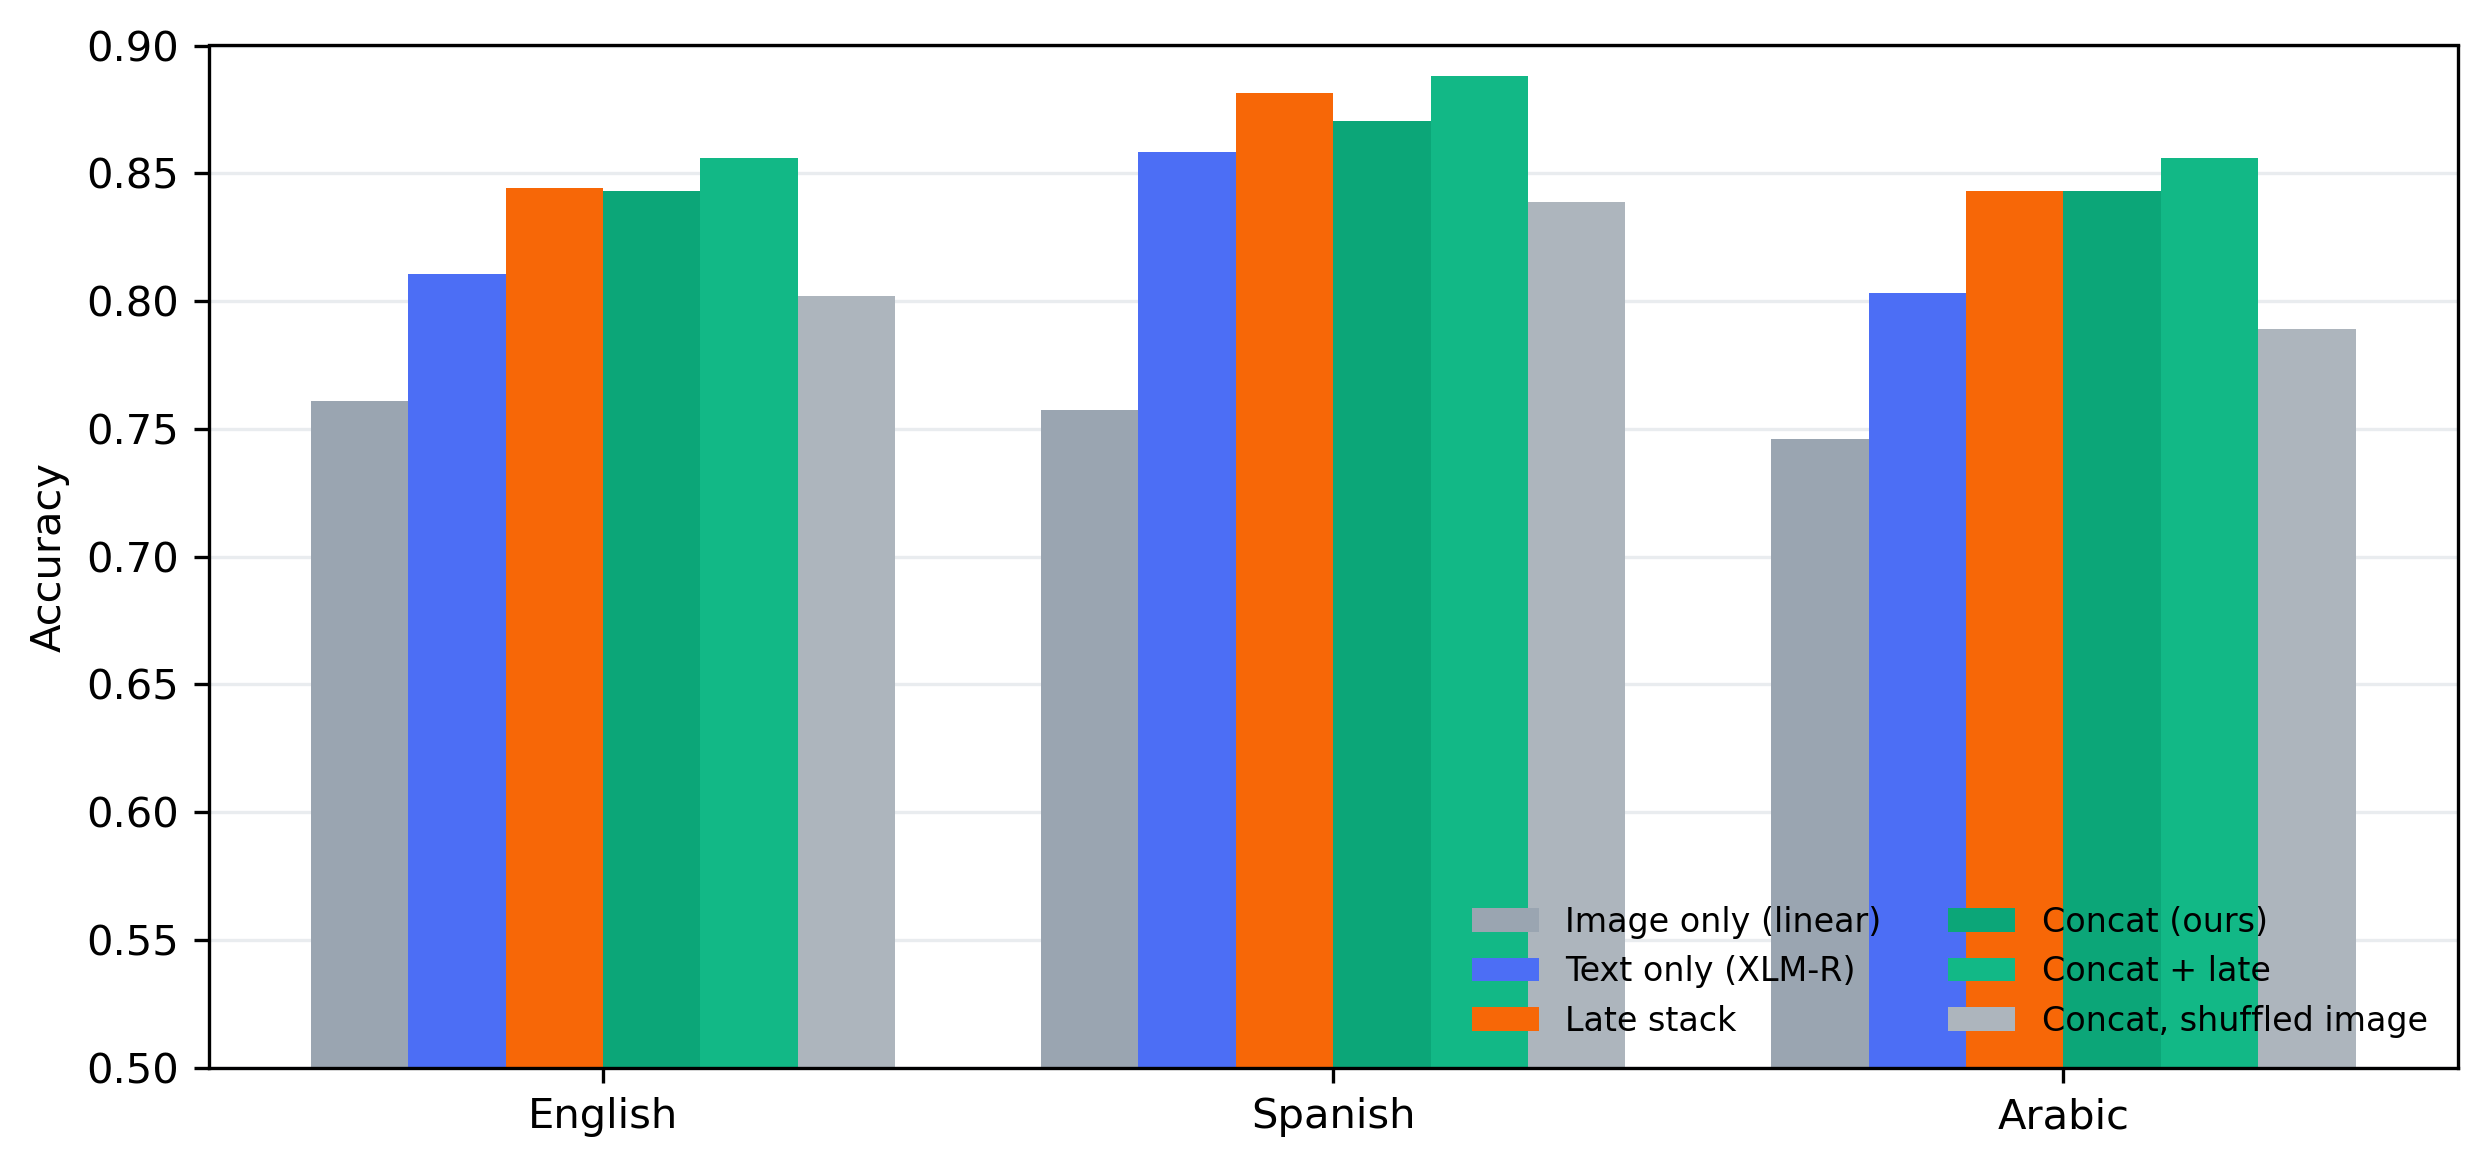 0.90
0.85
0.80
0.75
0.70
0.65
0.60
0.55
0.50
Accuracy
English
Spanish
Arabic
Image only (linear)
Text only (XLM-R)
Late stack
Concat (ours)
Concat + late
Concat, shuffled image